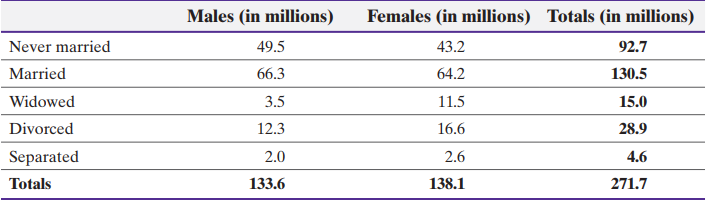 Males (in millions) Females (in millions) Totals (in millions)
Never married 49.5 43.2 92.7
Married 66.3 64.2 130.5
Widowed 3.5 11.5 15.0
Divorced 12.3 16.6 28.9
Separated 2.0 2.6 4.6
Totals 133.6 138.1 271.7